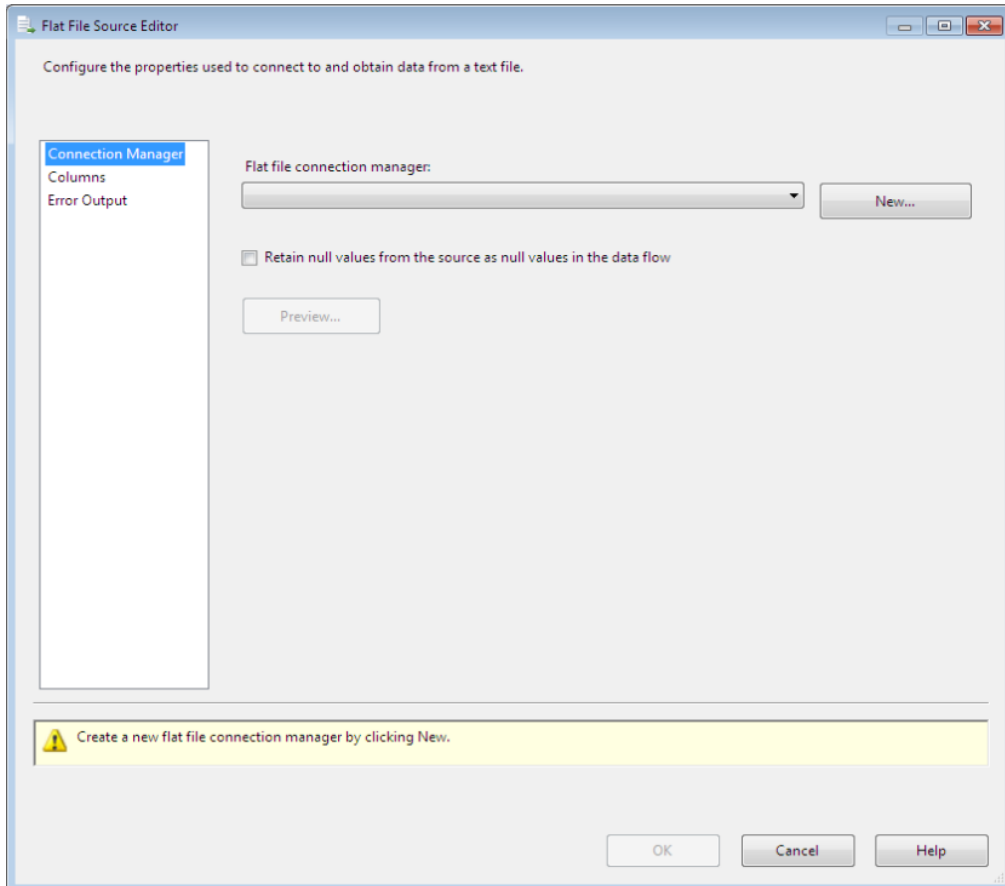 Flat File Source Editor
Configure the properties used to connect to and obtain data from a text file.
Connection Manager
Columns
Error Output
Flat file connection manager:
New...
Retain null values from the source as null values in the data flow
Preview...
Create a new flat file connection manager by clicking New.
OK
Cancel
Help